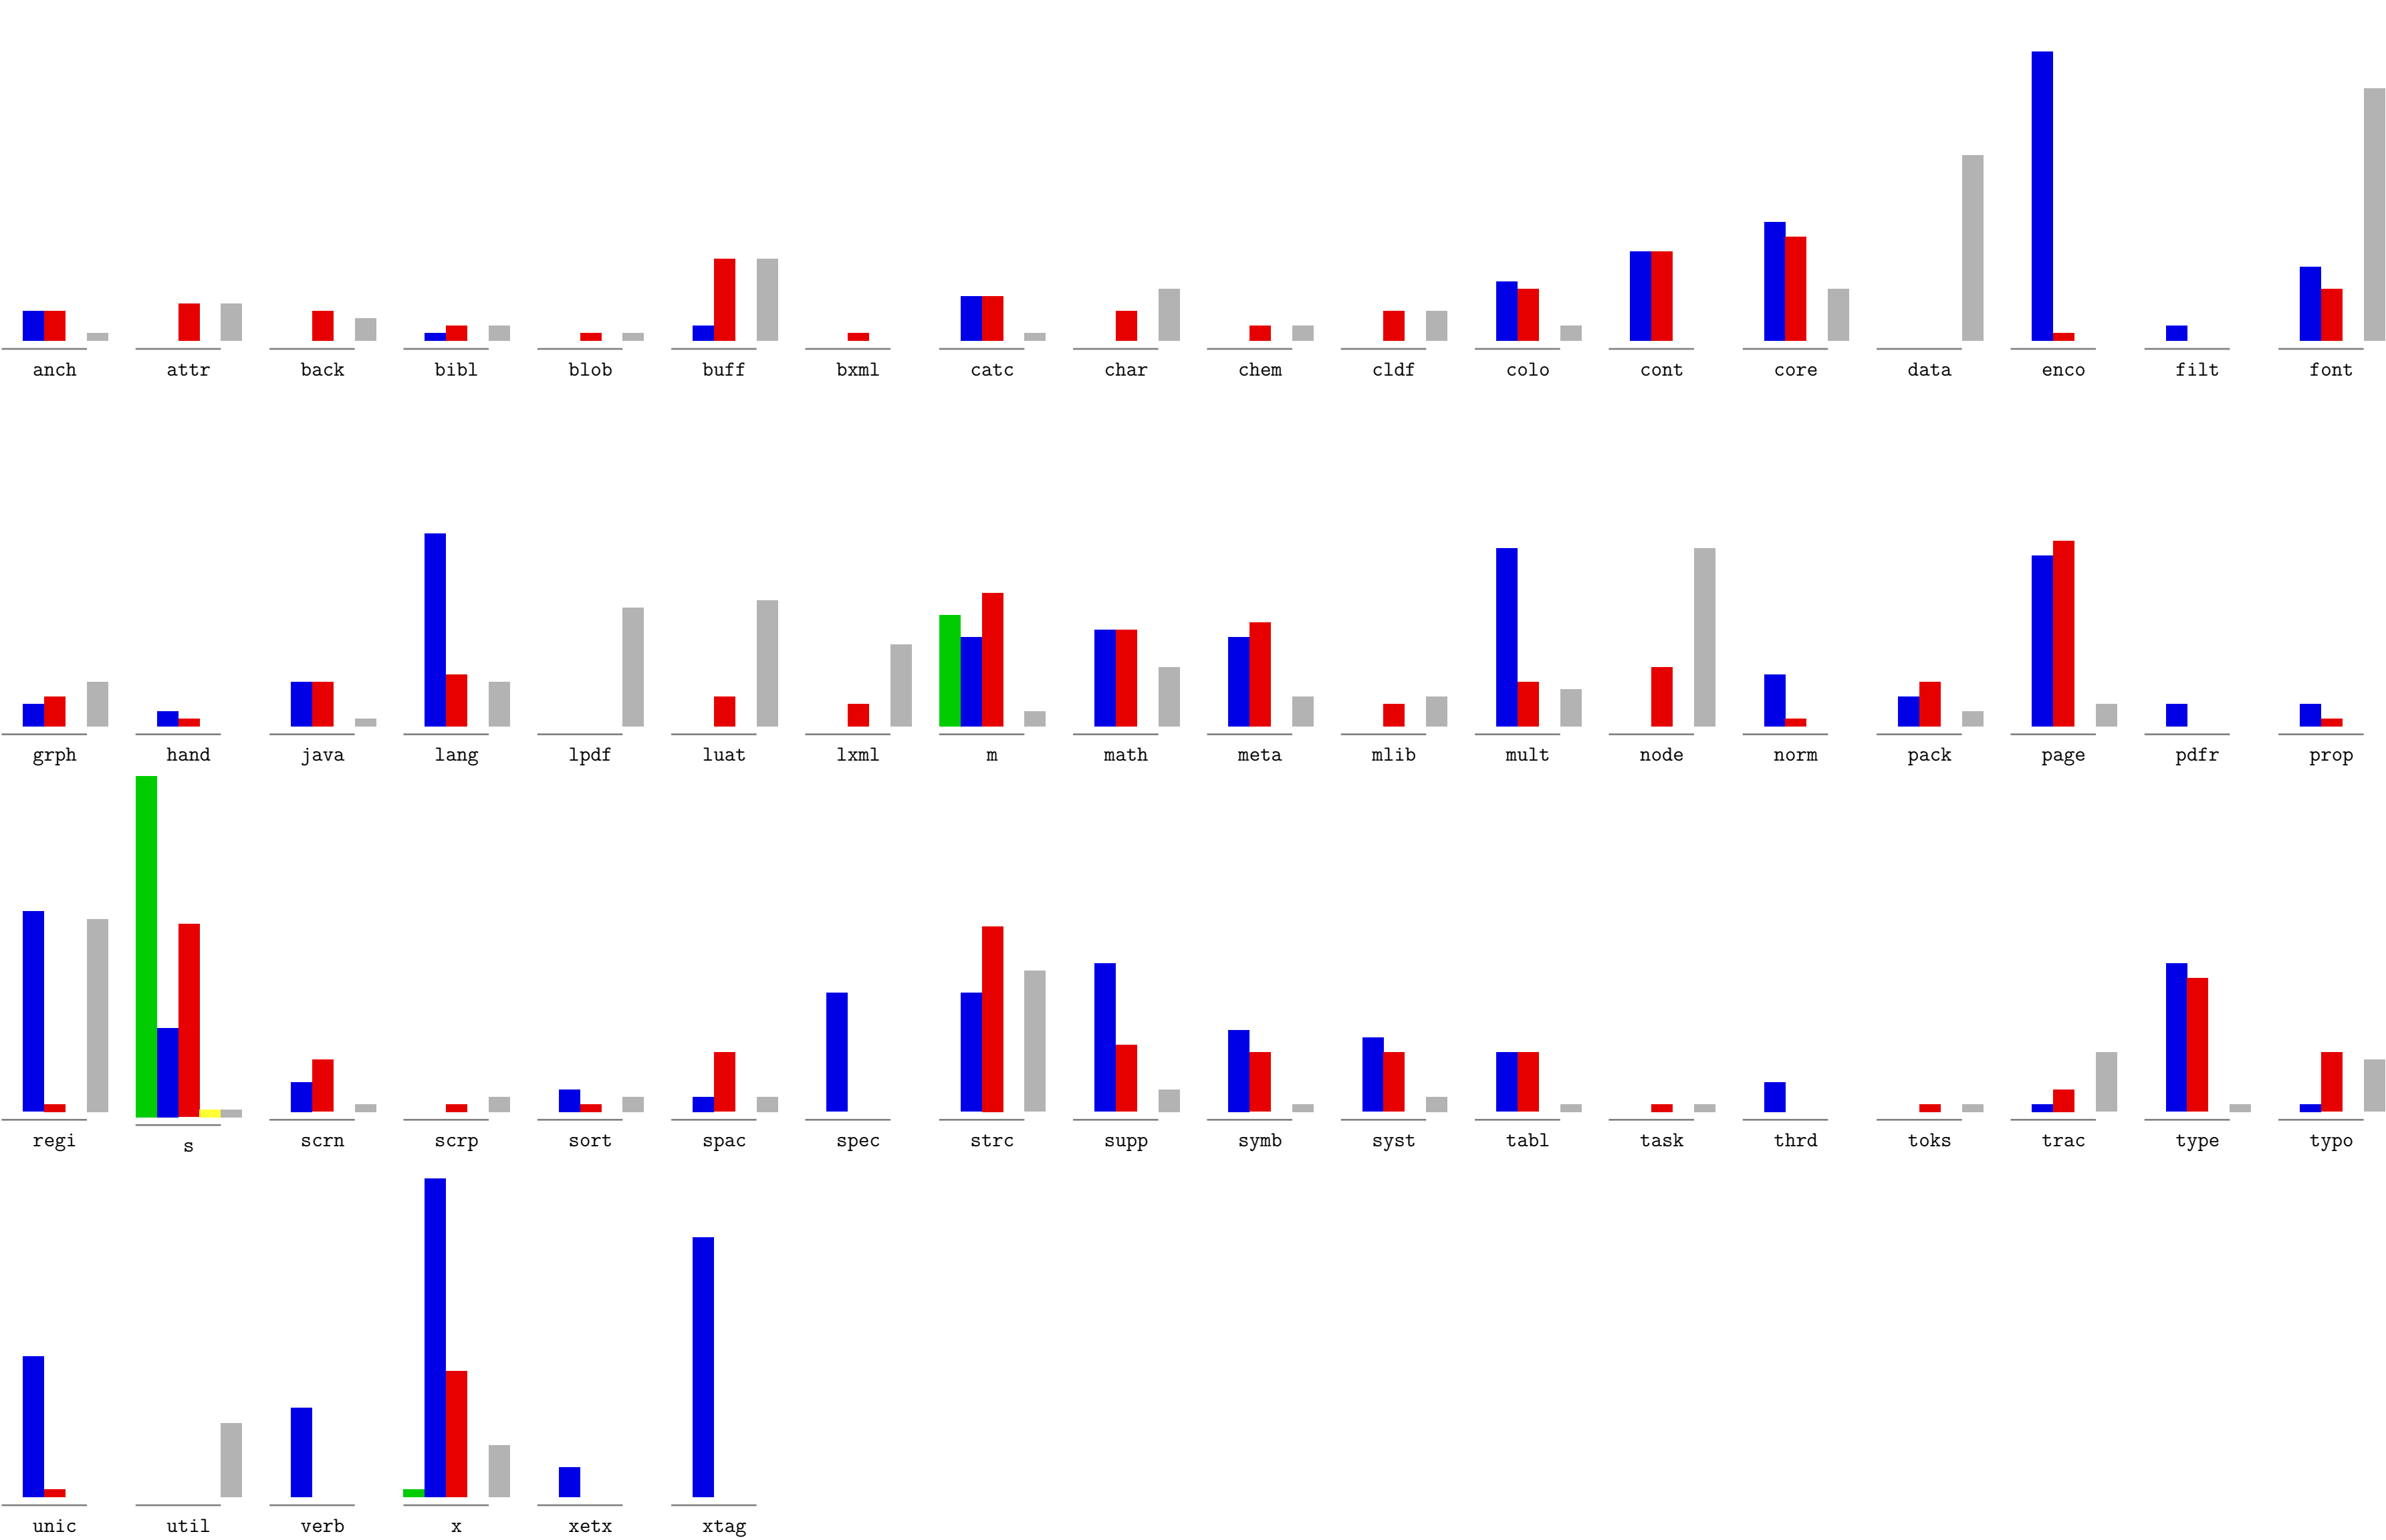 anch attr back bibl blob buff bxml catc char chem cldf colo cont core data enco filt font
grph hand java lang lpdf luat lxml m math meta mlib mult node norm pack page pdfr prop
regi s scrn scrp sort spac spec strc supp symb syst tabl task thrd toks trac type typo
unic util verb x xetx xtag